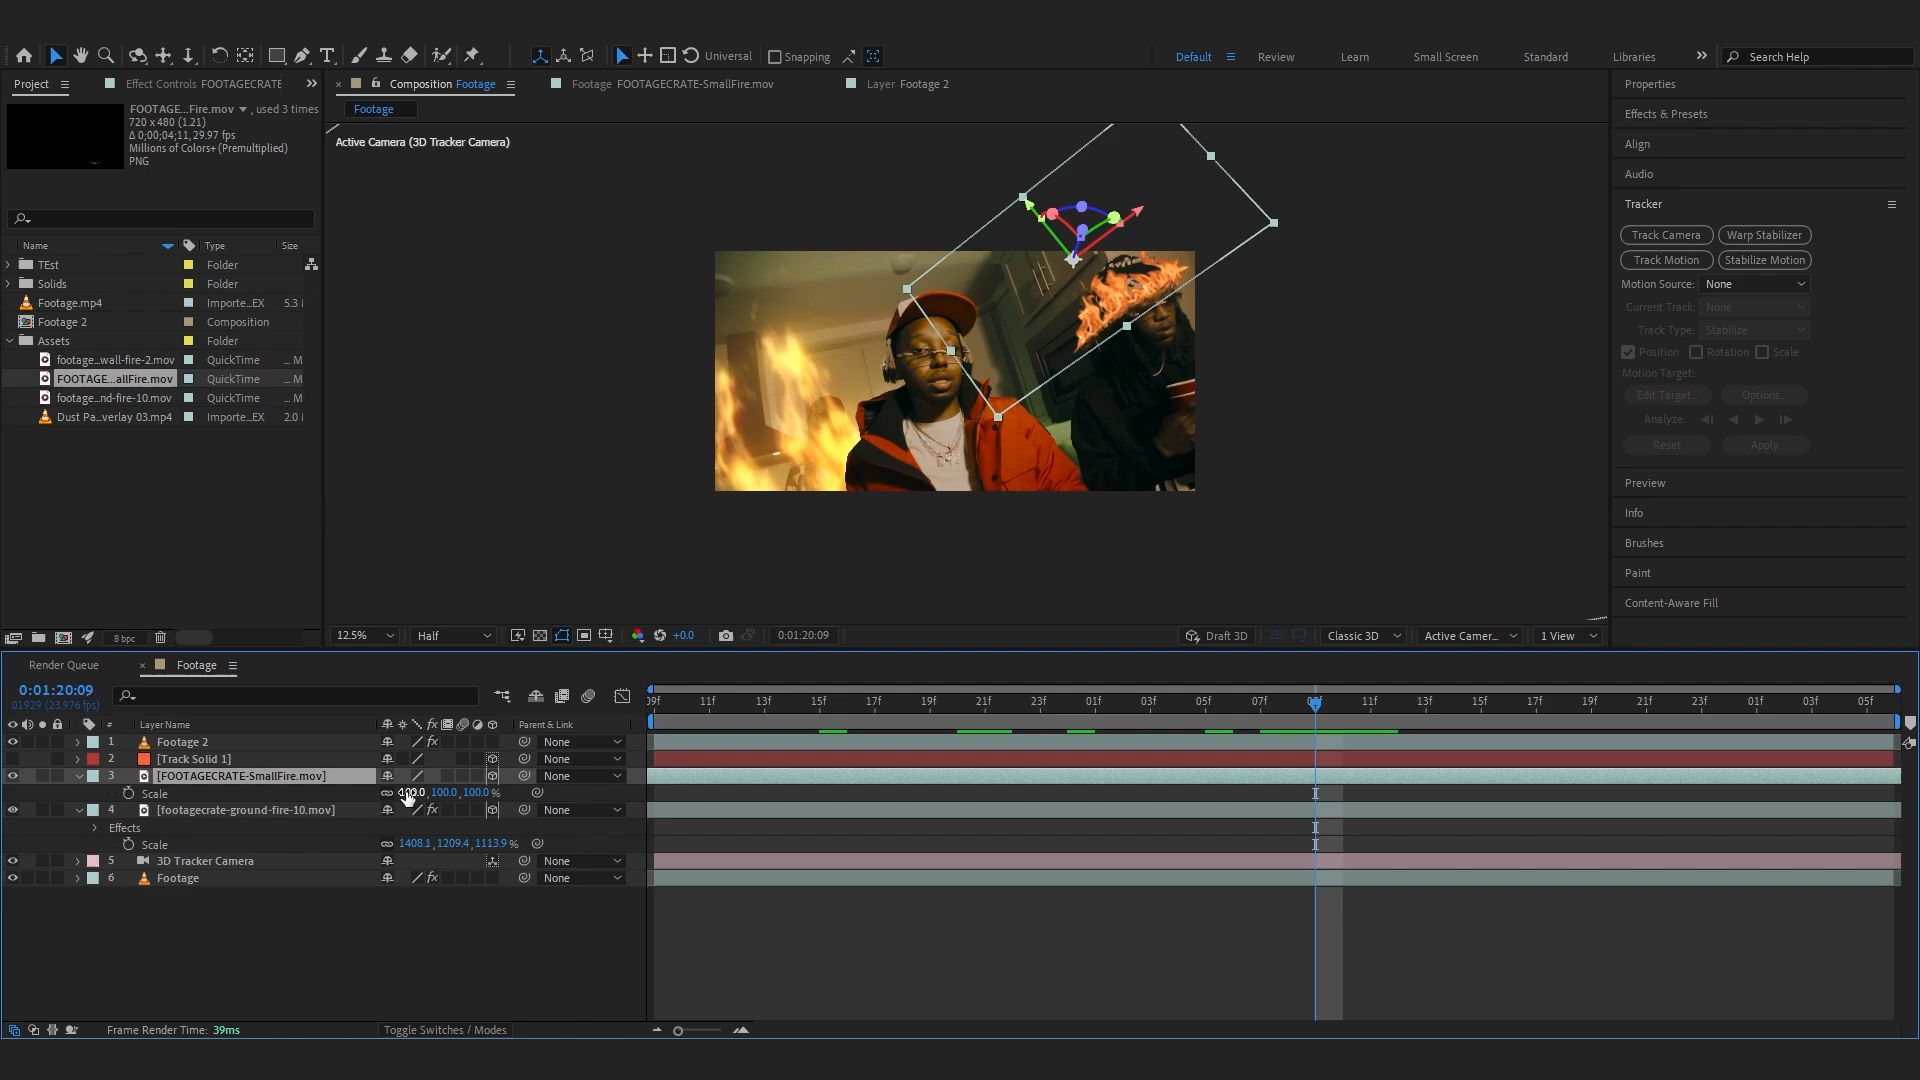 Universal
Snapping
Default
Review
Learn
Small Screen
Standard
Libraries
Search Help
Project
Effect Controls FOOTAGECRATE
Composition Footage
Footage FOOTAGECRATE-SmallFire.mov
Layer Footage 2
Footage
FOOTAGE...Fire.mov , used 3 times
720 x 480 (1.21)
Δ 0;00;04;11, 29.97 fps
Millions of Colors+ (Premultiplied)
PNG
Name Type Size
TEst Folder
Solids Folder
Footage.mp4 Importe...EX 5.3
Footage 2 Composition
Assets Folder
footage...wall-fire-2.mov QuickTime ... M
FOOTAGE...allFire.mov QuickTime ... M
footage...nd-fire-10.mov QuickTime ... M
Dust Pa...verlay 03.mp4 Importe...EX 2.0
8 bpc
Active Camera (3D Tracker Camera)
12.5%
Half
+0.0
0:01:20:09
Draft 3D
Classic 3D
Active Camer...
1 View
Properties
Effects & Presets
Align
Audio
Tracker
Track Camera
Warp Stabilizer
Track Motion
Stabilize Motion
Motion Source: None
Current Track: None
Track Type: Stabilize
Position Rotation Scale
Motion Target:
Edit Target...
Options...
Analyze:
Reset
Apply
Preview
Info
Brushes
Paint
Content-Aware Fill
Render Queue
Footage
0:01:20:09
01929 (23.976 fps)
09f 11f 13f 15f 17f 19f 21f 23f 01f 03f 05f 07f 09f 11f 13f 15f 17f 19f 21f 23f 01f 03f 05f
# Layer Name fx Parent & Link
1 Footage 2 fx None
2 [Track Solid 1] None
3 [FOOTAGECRATE-SmallFire.mov] None
Scale 100.0, 100.0, 100.0 %
4 [footagecrate-ground-fire-10.mov] fx None
Effects
Scale 1408.1, 1209.4, 1113.9 %
5 3D Tracker Camera None
6 Footage fx None
Frame Render Time: 39ms
Toggle Switches / Modes